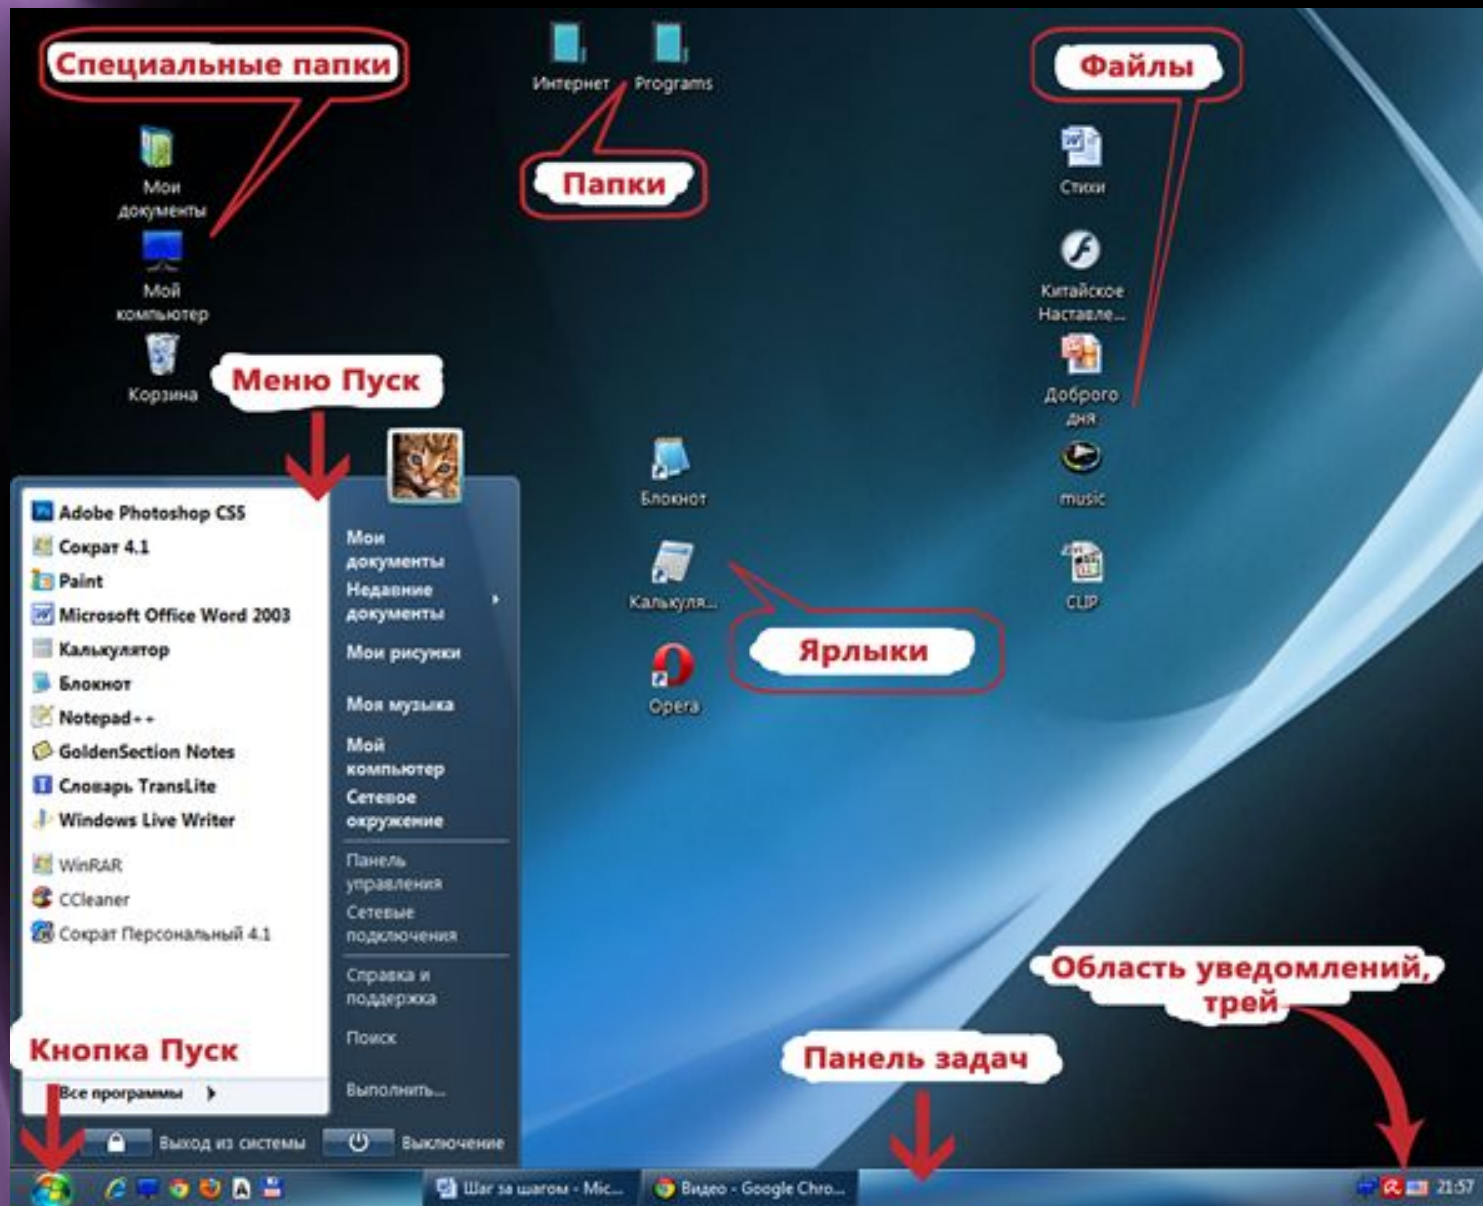 Специальные папки
Интернет
Programs
Файлы
Папки
Мои
документы
Мой
компьютер
Корзина
Стихи
Китайское
Наставле...
Доброго
дня
music
CLIP
Меню Пуск
Блокнот
Калькуля...
Opera
Ярлыки
Adobe Photoshop CS5
Сократ 4.1
Paint
Microsoft Office Word 2003
Калькулятор
Блокнот
Notepad++
GoldenSection Notes
Словарь TransLite
Windows Live Writer
WinRAR
CCleaner
Сократ Персональный 4.1
Кнопка Пуск
Все программы
Мои
документы
Недавние
документы
Мои рисунки
Моя музыка
Мой
компьютер
Сетевое
окружение
Панель
управления
Сетевые
подключения
Справка и
поддержка
Поиск
Выполнить...
Выход из системы
Выключение
Область уведомлений,
трей
Панель задач
Шаг за шагом - Mic...
Видео - Google Chro...
21:57